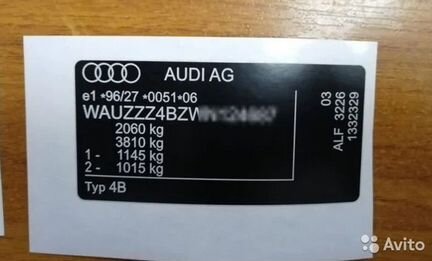 AUDI AG
e1 *96/27 *0051*06
WAUZZZ4BZW
2060 kg
3810 kg
1- 1145 kg
2- 1015 kg
Typ 4B
ALF 3226 03
1332329
Avito